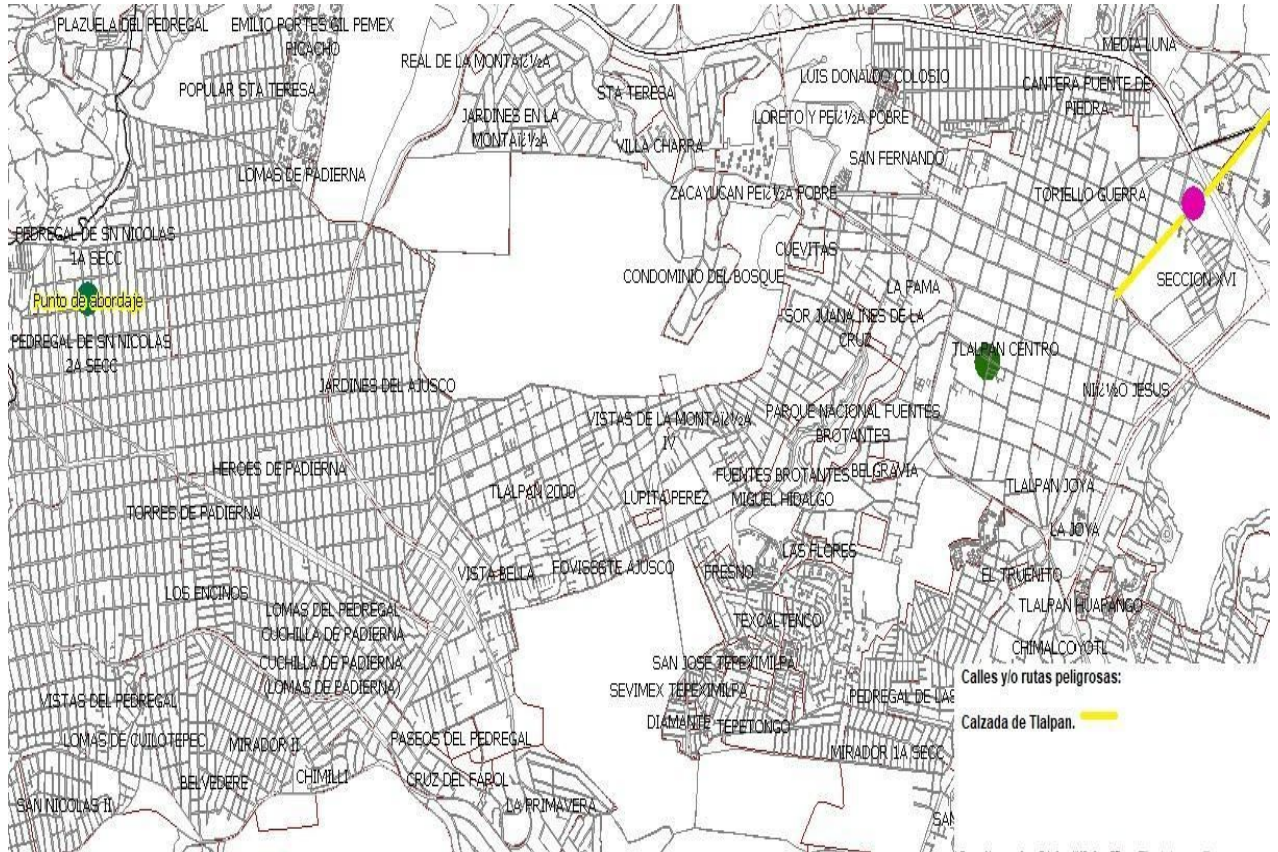 PLAZUELA DEL PEDREGAL
EMILIO PORTES GIL PEMEX
PICACHO
MEDIA LUNA
REAL DE LA MONTAï¿½A
POPULAR STA TERESA
STA TERESA
LUIS DONALDO COLOSIO
CANTERA PUENTE DE
PIEDRA
JARDINES EN LA
MONTAï¿½A
LORETO Y PEï¿½A POBRE
VILLA CHARRA
SAN FERNANDO
LOMAS DE PADIERNA
ZACAYUCAN PEï¿½A POBRE
TORIELLO GUERRA
PEDREGAL DE SN NICOLAS
1A SECC
CUEVITAS
CONDOMINIO DEL BOSQUE
SECCION XVI
LA FAMA
Punto de abordaje
SOR JUANA INES DE LA
CRUZ
PEDREGAL DE SN NICOLAS
2A SECC
TLALPAN CENTRO
JARDINES DEL AJUSCO
NIï¿½O JESUS
VISTAS DE LA MONTAï¿½A
IV
PARQUE NACIONAL FUENTES
BROTANTES
HEROES DE PADIERNA
FUENTES BROTANTES
BELGRAVIA
MIGUEL HIDALGO
TLALPAN 2000
LUPITA PEREZ
TLALPAN JOYA
TORRES DE PADIERNA
LA JOYA
LAS FLORES
VISTA BELLA
FOVISSSTE AJUSCO
FRESNO
EL TRUENITO
LOS ENCINOS
LOMAS DEL PEDREGAL
TLALPAN HUAPANGO
TEXCALTENCO
CUCHILLA DE PADIERNA
CHIMALCOYOTL
CUCHILLA DE PADIERNA
(LOMAS DE PADIERNA)
SAN JOSE TEPEXIMILPA
Calles y/o rutas peligrosas:
SEVIMEX TEPEXIMILPA
PEDREGAL DE LAS
VISTAS DEL PEDREGAL
DIAMANTE
TEPETONGO
Calzada de Tlalpan.
LOMAS DE CUILOTEPEC
MIRADOR II
PASEOS DEL PEDREGAL
MIRADOR 1A SECC
BELVEDERE
CHIMILLI
CRUZ DEL FAROL
SAN NICOLAS II
LA PRIMAVERA
SAN